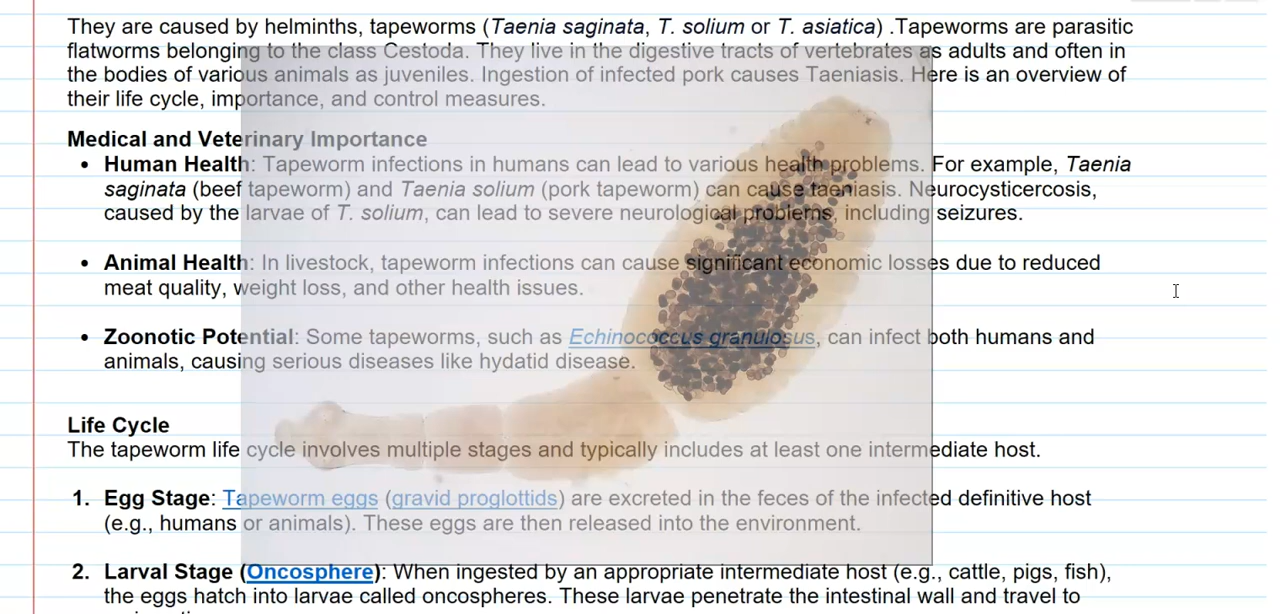 They are caused by helminths, tapeworms (Taenia saginata, T. solium or T. asiatica) .Tapeworms are parasitic
flatworms belonging to the class Cestoda. They live in the digestive tracts of vertebrates as adults and often in
the bodies of various animals as juveniles. Ingestion of infected pork causes Taeniasis. Here is an overview of
their life cycle, importance, and control measures.
Medical and Veterinary Importance
• Human Health: Tapeworm infections in humans can lead to various health problems. For example, Taenia
saginata (beef tapeworm) and Taenia solium (pork tapeworm) can cause taeniasis. Neurocysticercosis,
caused by the larvae of T. solium, can lead to severe neurological problems, including seizures.
• Animal Health: In livestock, tapeworm infections can cause significant economic losses due to reduced
meat quality, weight loss, and other health issues.
• Zoonotic Potential: Some tapeworms, such as Echinococcus granulosus, can infect both humans and
animals, causing serious diseases like hydatid disease.
Life Cycle
The tapeworm life cycle involves multiple stages and typically includes at least one intermediate host.
1. Egg Stage: Tapeworm eggs (gravid proglottids) are excreted in the feces of the infected definitive host
(e.g., humans or animals). These eggs are then released into the environment.
2. Larval Stage (Oncosphere): When ingested by an appropriate intermediate host (e.g., cattle, pigs, fish),
the eggs hatch into larvae called oncospheres. These larvae penetrate the intestinal wall and travel to